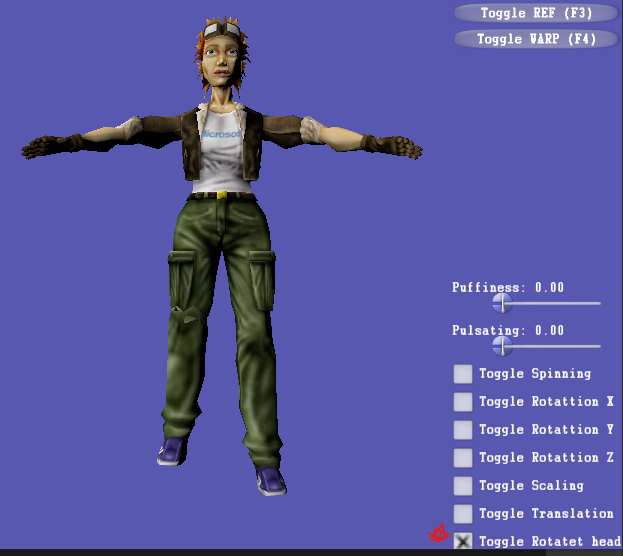 Toggle REF (F3)
Toggle WARP (F4)
Microsoft
Puffiness: 0.00
Pulsating: 0.00
Toggle Spinning
Toggle Rotattion X
Toggle Rotattion Y
Toggle Rotattion Z
Toggle Scaling
Toggle Translation
Toggle Rotatet head